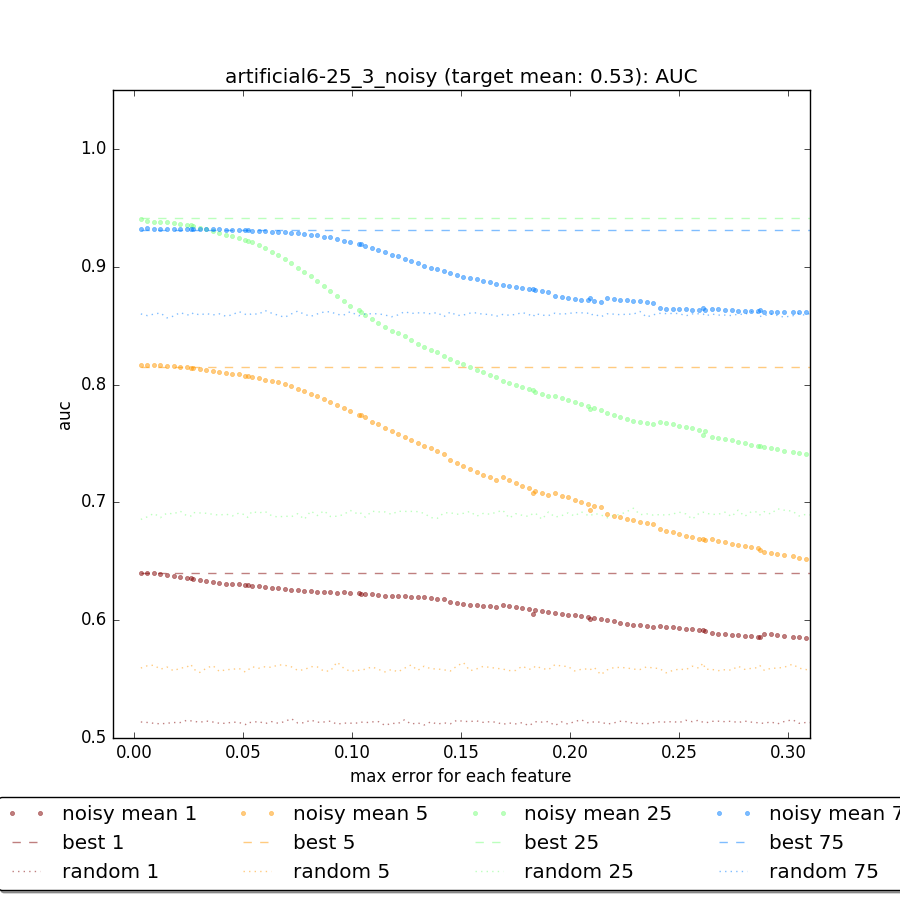 artificial6-25_3_noisy (target mean: 0.53): AUC
1.0
0.9
0.8
0.7
0.6
0.5
auc
0.00 0.05 0.10 0.15 0.20 0.25 0.30
max error for each feature
noisy mean 1 noisy mean 5 noisy mean 25 noisy mean 7
best 1 best 5 best 25 best 75
random 1 random 5 random 25 random 75